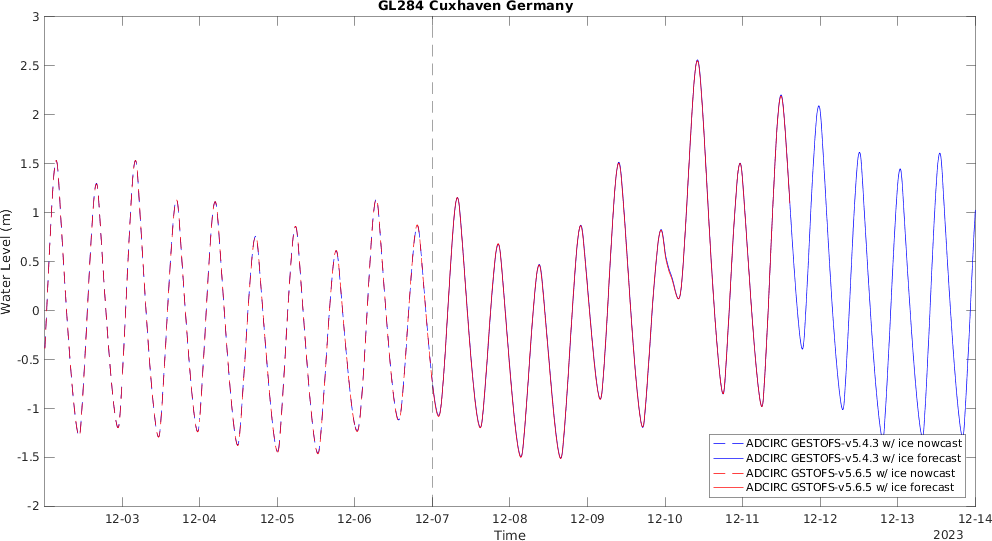 GL284 Cuxhaven Germany
3
2.5
2
1.5
1
0.5
0
-0.5
-1
-1.5
-2
Water Level (m)
ADCIRC GESTOFS-v5.4.3 w/ ice nowcast
ADCIRC GESTOFS-v5.4.3 w/ ice forecast
ADCIRC GSTOFS-v5.6.5 w/ ice nowcast
ADCIRC GSTOFS-v5.6.5 w/ ice forecast
12-03 12-04 12-05 12-06 12-07 12-08 12-09 12-10 12-11 12-12 12-13 12-14
Time
2023